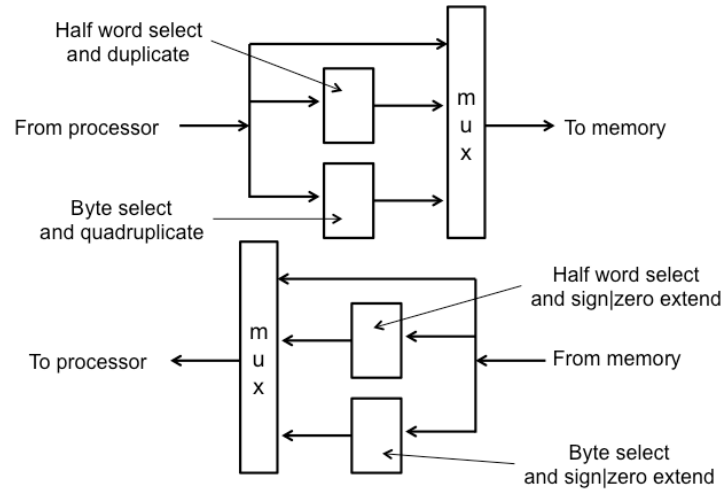 Half word select
and duplicate
From processor
m
u
x
To memory
Byte select
and quadruplicate
Half word select
and sign|zero extend
m
u
x
To processor
From memory
Byte select
and sign|zero extend